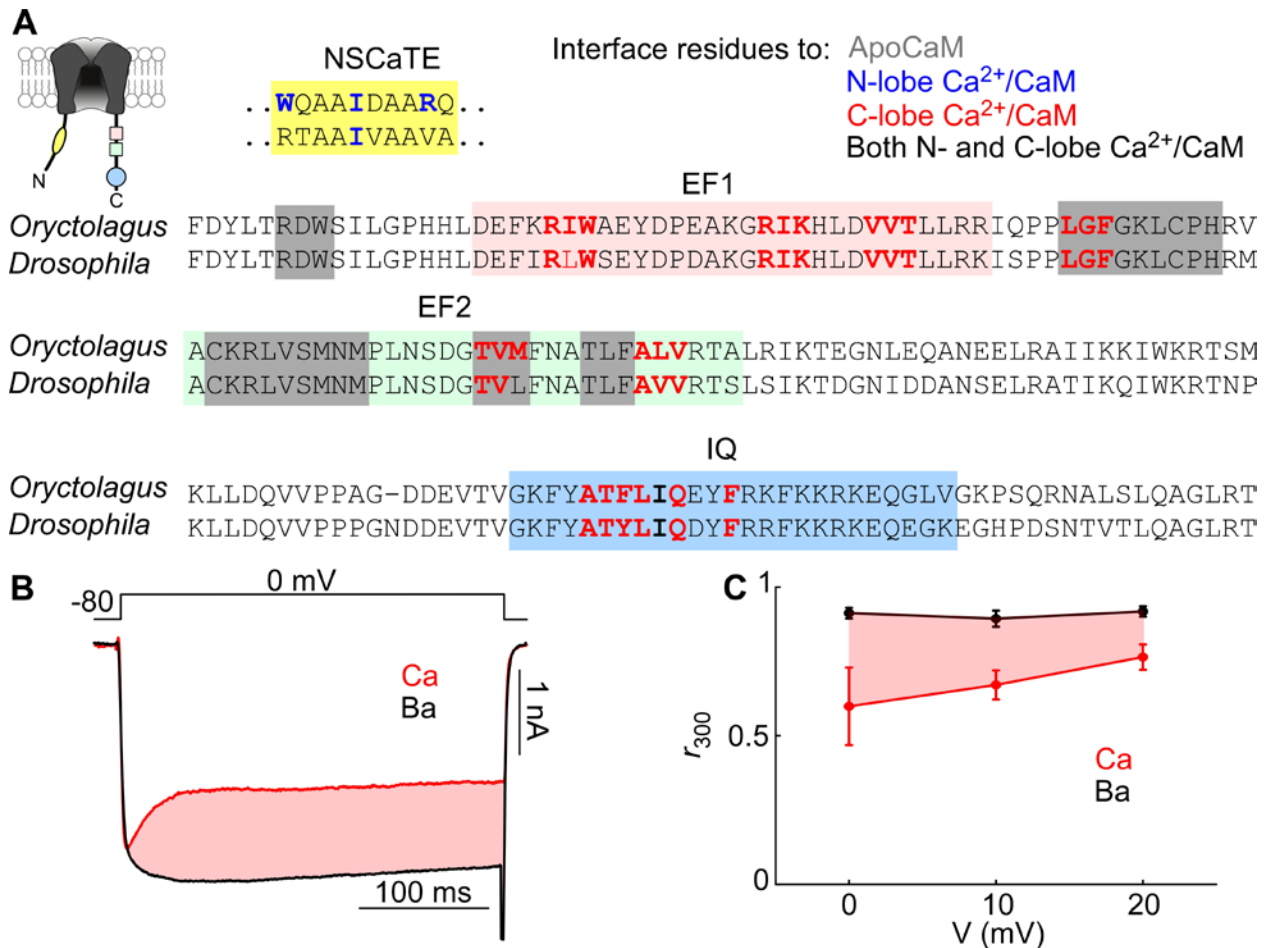 A
NSCaTE
Interface residues to: ApoCaM
N-lobe Ca2+/CaM
C-lobe Ca2+/CaM
Both N- and C-lobe Ca2+/CaM
..WQAAIDAARQ..
..RTAAIVAAVA..
N
C
EF1
Oryctolagus FDYLTRDWSILGPHHLDEFKRIWAEYDPEAKGRIKHLDVVTLLRRIQPPLGFGKLCPHRV
Drosophila FDYLTRDWSILGPHHLDEFIRLWSEYDPDAKGRIKHLDVVTLLRKISPPLGFGKLCPHRM
EF2
Oryctolagus ACKRLVSMNMPLNSDGTVMFNATLFALVRTALRIKTEGNLEQANEELRAIIKKIWKRTSM
Drosophila ACKRLVSMNMPLNSDGTVLFNATLFAVVRTSLSIKTDGNIDDANSELRATIKQIWKRTNP
IQ
Oryctolagus KLLDQVVPPAG-DDEVTVGKFYATFLIQEYFRKFKKRKEQGLVGKPSQRNALSLQAGLRT
Drosophila KLLDQVVPPPGNDDEVTVGKFYATYLIQDYFRRFKKRKEQEGKEGHPDSNTVTLQAGLRT
B
0 mV
-80
Ca
Ba
1 nA
100 ms
C
1
0.5
0
r300
Ca
Ba
0 10 20
V (mV)